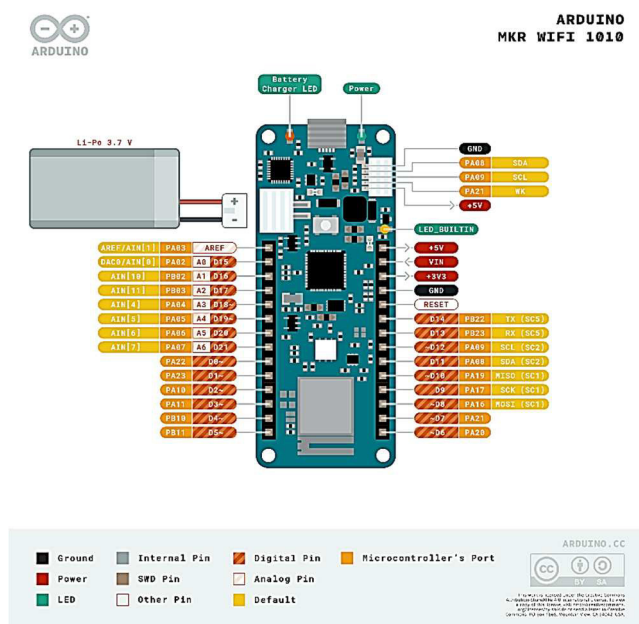 ARDUINO
ARDUINO
MKR WIFI 1010
Battery
Charger LED
Power
Li-Po 3.7 V
+
-
GND
PA08 SDA
PA09 SCL
PA21
+5V
LED_BUILTIN
AREF/AIN[1] PA03 AREF
DAC0/AIN[0] PA02 A0 D15~
AIN[10] PB02 A1 D16~
AIN[11] PB03 A2 D17~
AIN[4] PA04 A3 D18~
AIN[5] PA05 A4 D19~
AIN[6] PA06 A5 D20
AIN[7] PA07 A6 D21
PA22 D0~
PA23 D1~
PA10 D2~
PA11 D3~
PB10 D4~
PB11 D5~
+5V
VIN
+3V3
GND
RESET
~D14 PB22 TX (SC5)
~D13 PB23 RX (SC5)
~D12 PA09 SCL (SC2)
D11 PA08 SDA (SC2)
~D10 PA19 MISO (SC1)
D9 PA17 SCK (SC1)
~D8 PA16 MOSI (SC1)
~D7 PA21
~D6 PA20
Ground
Power
LED
Internal Pin
SWD Pin
Other Pin
Digital Pin
Analog Pin
Default
Microcontroller's Port
ARDUINO.CC
CC
BY SA